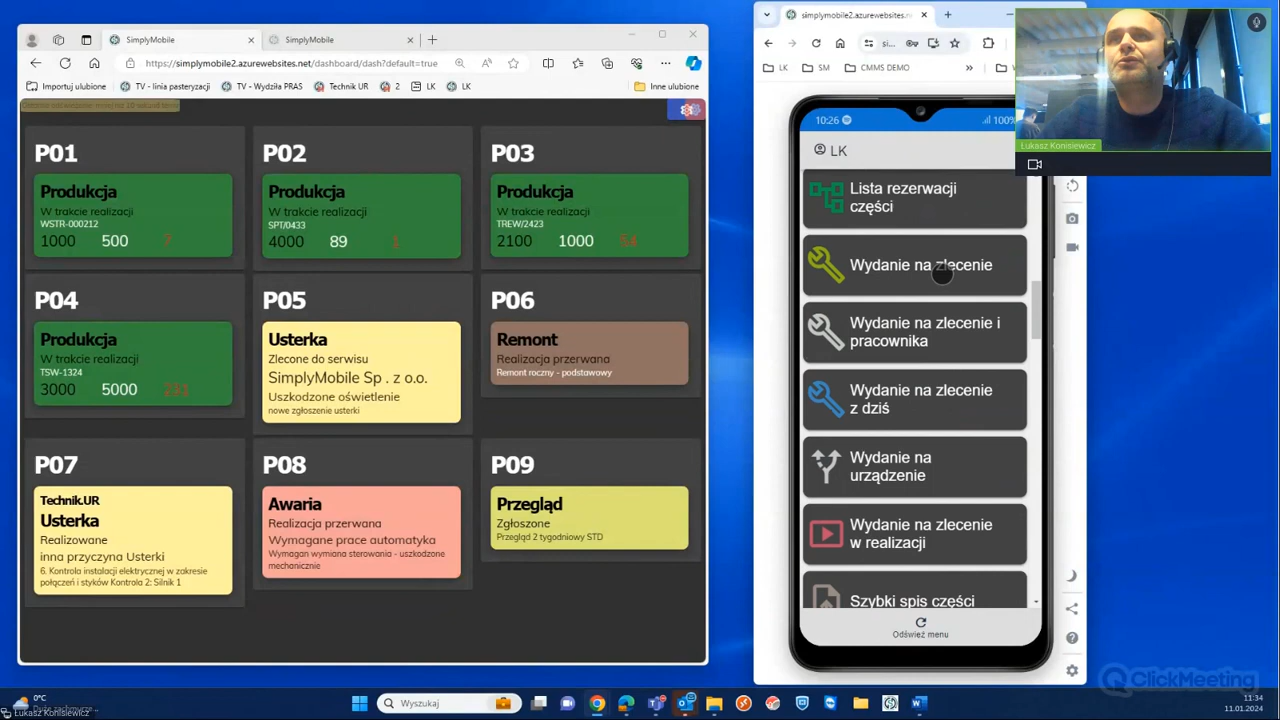 SimplyMobile
SimplyMobile
https://simplymobile2.azurewebsites.net/dashboard/dash?default=true
Importuj ulubione
TV - linia pasteryzacji
TV - Wydziła PRAS
Technik UR
2
LK
LK
Inne ulubione
P01
Produkcja
W trakcie realizacji
WSTR-000212
1000 500 7
P02
Produkcja
W trakcie realizacji
SPT/0433
4000 89 1
P03
Produkcja
W trakcie realizacji
TREW/2423
2100 1000 54
P04
Produkcja
W trakcie realizacji
TSW-1324
3000 5000 211
P05
Usterka
Zlecone do serwisu
SimplyMobile Sp . z o.o.
Uszkodzone oświetlenie
nowe zgłoszenie usterki
P06
Remont
Realizacja przerwana
Remont roczny - podstawowy
P07
Technik.UR
Usterka
Realizowane
inna przyczyna Usterki
6. Kontrola instalacji elektrycznej w zakresie
połączeń i styków Kontrola 2: Silnik 1
P08
Awaria
Realizacja przerwana
Wymagane prace automatyka
Wymagan wymiana sterowania - uszkodzone
mechanicznie
P09
Przegląd
Zgłoszone
Przegląd 2 tygodniowy STD
simplymobile2.azurewebsites.ne
si...
LK
SM
CMMS DEMO
»
10:26
100%
LK
Lista rezerwacji
części
Wydanie na zlecenie
Wydanie na zlecenie i
pracownika
Wydanie na zlecenie
z dziś
Wydanie na
urządzenie
Wydanie na zlecenie
w realizacji
Szybki spis części
Odśwież menu
Łukasz Konisiewicz
ClickMeeting
0°C
Wyszukaj
11:34
11.01.2024
Łukasz Konisiewicz